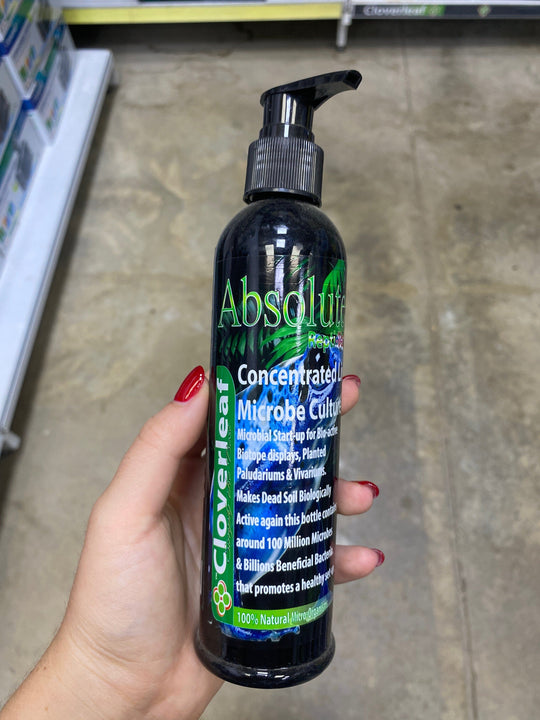 Cloverleaf
Absolute
Concentrated
Microbe Culture
Microbial Start-up for Bio-active
Biotope displays, Planted
Paludariums & Vivariums.
Makes Dead Soil Biologically
Active again this bottle contains
around 100 Million Microbes
& Billions Beneficial Bacteria
that promotes a healthy
Cloverleaf
100% Natural Micro Organisms